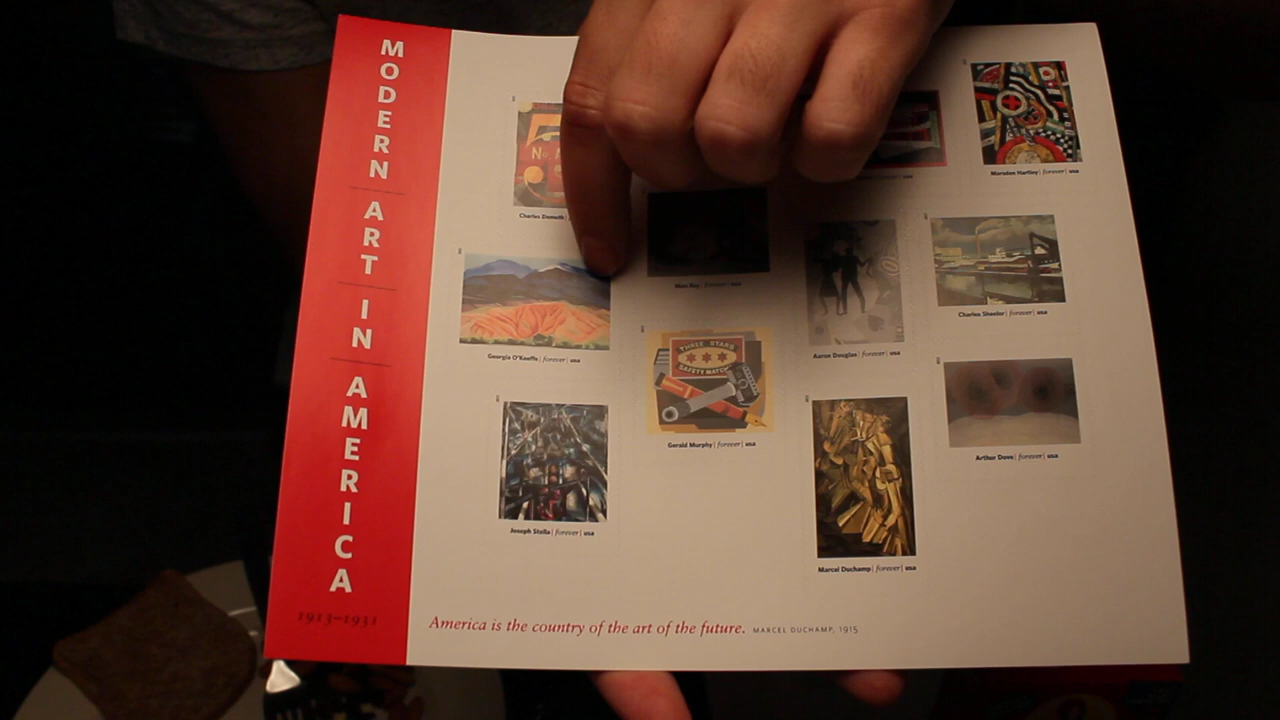 MODERN
ART
IN
AMERICA
1913–1931
Charles Demuth
Marsden Hartley | forever | usa
Georgia O'Keeffe | forever | usa
Man Ray | forever | usa
Aaron Douglas | forever | usa
Charles Sheeler | forever | usa
THREE STARS
SAFETY MATCH
Gerald Murphy | forever | usa
Arthur Dove | forever | usa
Joseph Stella | forever | usa
Marcel Duchamp | forever | usa
America is the country of the art of the future. MARCEL DUCHAMP, 1915